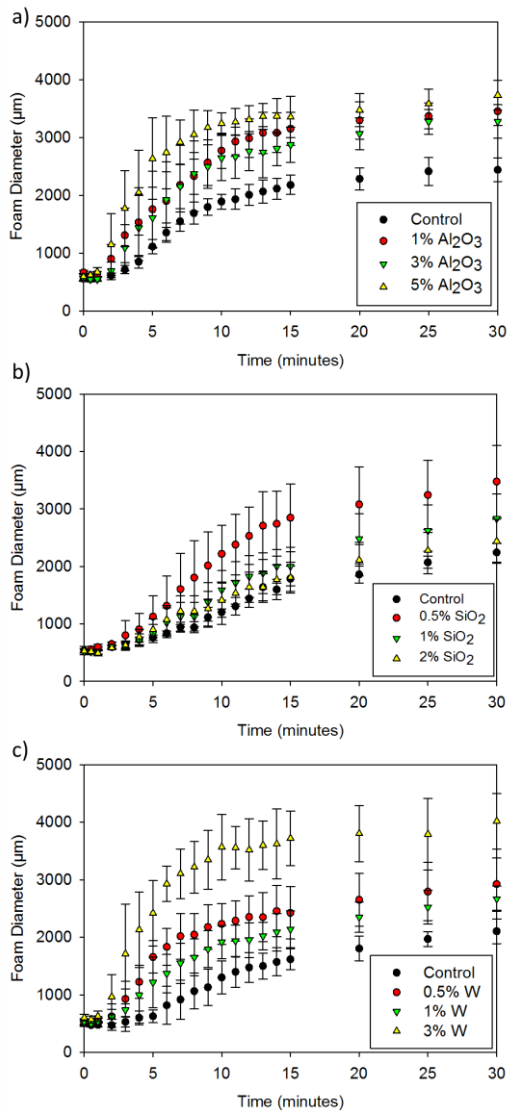 a)
5000
4000
3000
2000
1000
0
Foam Diameter (µm)
Control
1% Al2O3
3% Al2O3
5% Al2O3
0 5 10 15 20 25 30
Time (minutes)
b)
5000
4000
3000
2000
1000
0
Foam Diameter (µm)
Control
0.5% SiO2
1% SiO2
2% SiO2
0 5 10 15 20 25 30
Time (minutes)
c)
5000
4000
3000
2000
1000
0
Foam Diameter (µm)
Control
0.5% W
1% W
3% W
0 5 10 15 20 25 30
Time (minutes)